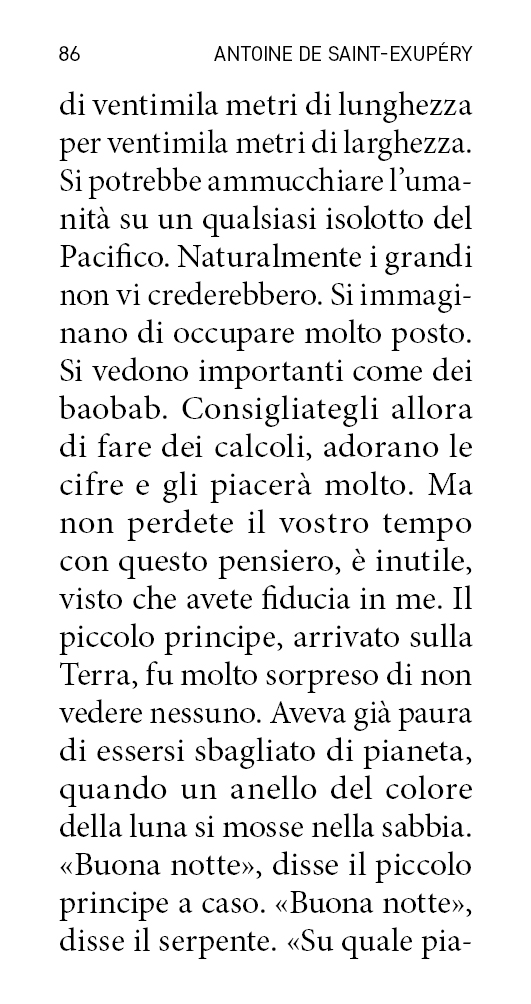 86 ANTOINE DE SAINT-EXUPÉRY
di ventimila metri di lunghezza
per ventimila metri di larghezza.
Si potrebbe ammucchiare l’uma-
nità su un qualsiasi isolotto del
Pacifico. Naturalmente i grandi
non vi crederebbero. Si immagi-
nano di occupare molto posto.
Si vedono importanti come dei
baobab. Consigliategli allora
di fare dei calcoli, adorano le
cifre e gli piacerà molto. Ma
non perdete il vostro tempo
con questo pensiero, è inutile,
visto che avete fiducia in me. Il
piccolo principe, arrivato sulla
Terra, fu molto sorpreso di non
vedere nessuno. Aveva già paura
di essersi sbagliato di pianeta,
quando un anello del colore
della luna si mosse nella sabbia.
«Buona notte», disse il piccolo
principe a caso. «Buona notte»,
disse il serpente. «Su quale pia-